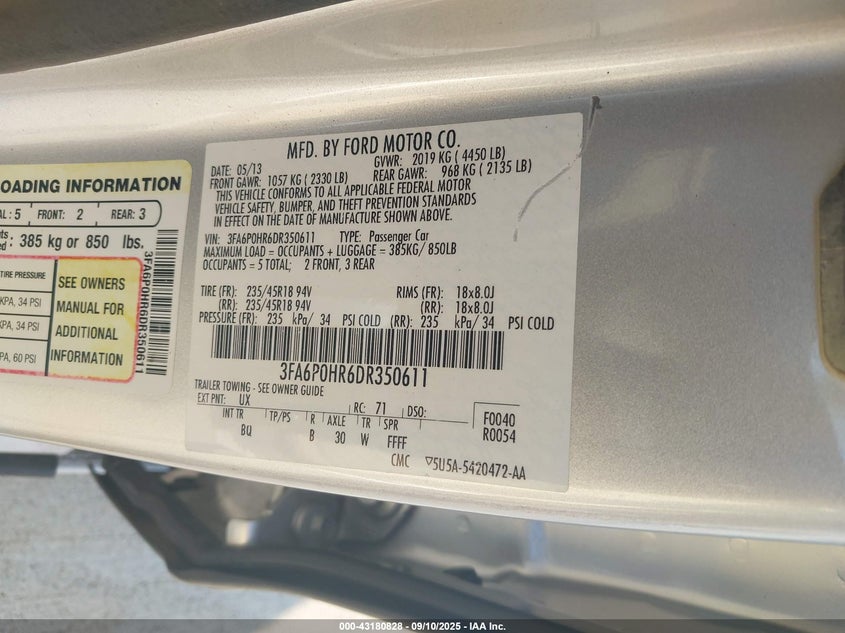 OADING INFORMATION
AL : 5 FRONT: 2 REAR: 3
385 kg or 850 lbs.
TIRE PRESSURE
KPA, 34 PSI
KPA, 34 PSI
PA, 60 PSI
SEE OWNERS
MANUAL FOR
ADDITIONAL
INFORMATION
3FA6P0HR6DR350611
MFD. BY FORD MOTOR CO.
DATE: 05/13 GVWR: 2019 KG ( 4450 LB)
FRONT GAWR: 1057 KG ( 2330 LB) REAR GAWR: 968 KG ( 2135 LB)
THIS VEHICLE CONFORMS TO ALL APPLICABLE FEDERAL MOTOR
VEHICLE SAFETY, BUMPER, AND THEFT PREVENTION STANDARDS
IN EFFECT ON THE DATE OF MANUFACTURE SHOWN ABOVE.
VIN: 3FA6P0HR6DR350611 TYPE: Passenger Car
MAXIMUM LOAD = OCCUPANTS + LUGGAGE = 385KG/ 850LB
OCCUPANTS = 5 TOTAL; 2 FRONT, 3 REAR
TIRE (FR): 235/45R18 94V RIMS (FR): 18x8.0J
(RR): 235/45R18 94V (RR): 18x8.0J
PRESSURE (FR): 235 kPa/ 34 PSI COLD (RR): 235 kPa/ 34 PSI COLD
3FA6P0HR6DR350611
TRAILER TOWING - SEE OWNER GUIDE
EXT PNT: UX RC: 71 DSO:
INT TR TP/PS R AXLE TR SPR F0040
BQ B 30 W FFFF R0054
CMC 5U5A-5420472-AA
000-43180828 - 09/10/2025 - IAA Inc.